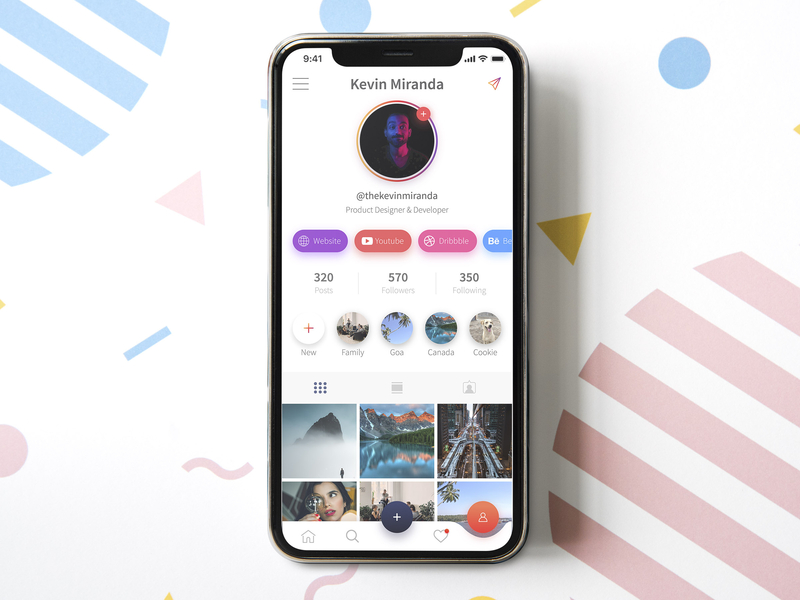 9:41
Kevin Miranda
@thekevinmiranda
Product Designer & Developer
Website Youtube Dribbble Bē Be
320 570 350
Posts Followers Following
New Family Goa Canada Cookie